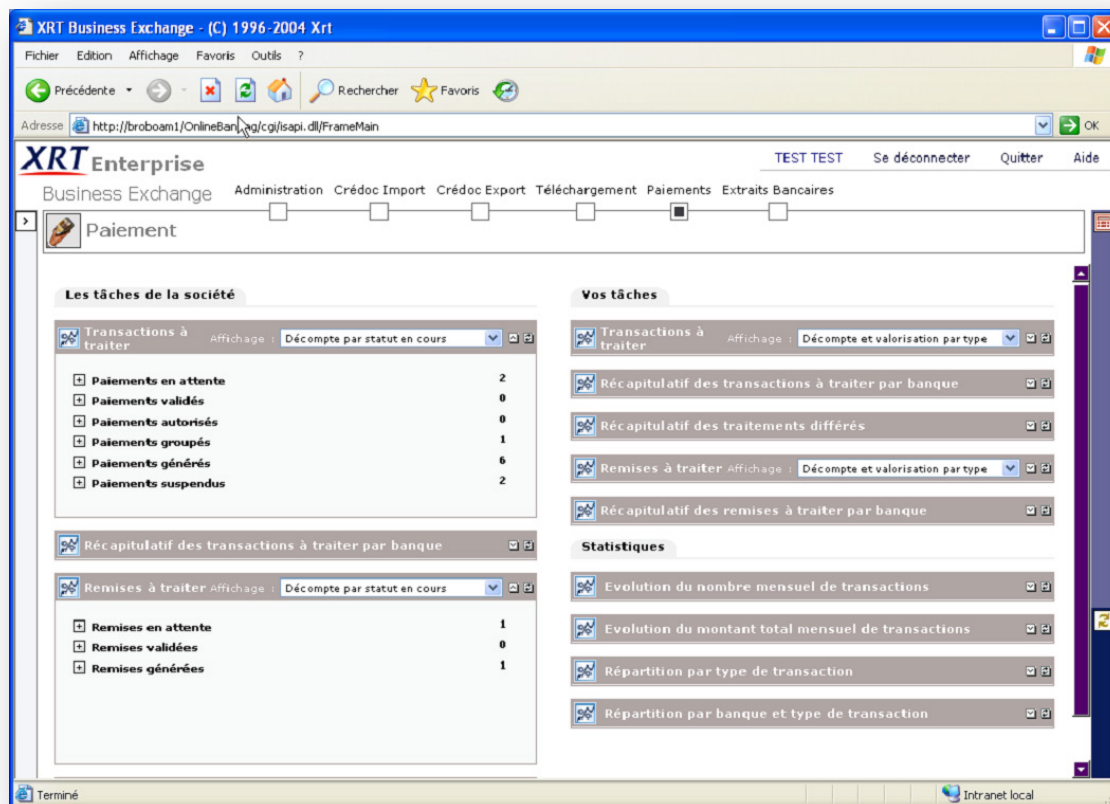 XRT Business Exchange - (C) 1996-2004 Xrt
Fichier Edition Affichage Favoris Outils ?
Précédente Rechercher Favoris
Adresse http://broboam1/OnlineBan ag/cgi/isapi.dll/FrameMain OK
XRT Enterprise
TEST TEST Se déconnecter Quitter Aide
Business Exchange
Administration Crédoc Import Crédoc Export Téléchargement Paiements Extraits Bancaires
Paiement
Les tâches de la société
Transactions à traiter Affichage : Décompte par statut en cours
Paiements en attente 2
Paiements validés 0
Paiements autorisés 0
Paiements groupés 1
Paiements générés 6
Paiements suspendus 2
Récapitulatif des transactions à traiter par banque
Remises à traiter Affichage : Décompte par statut en cours
Remises en attente 1
Remises validées 0
Remises générées 1
Vos tâches
Transactions à traiter Affichage : Décompte et valorisation par type
Récapitulatif des transactions à traiter par banque
Récapitulatif des traitements différés
Remises à traiter Affichage : Décompte et valorisation par type
Récapitulatif des remises à traiter par banque
Statistiques
Evolution du nombre mensuel de transactions
Evolution du montant total mensuel de transactions
Répartition par type de transaction
Répartition par banque et type de transaction
Terminé
Intranet local